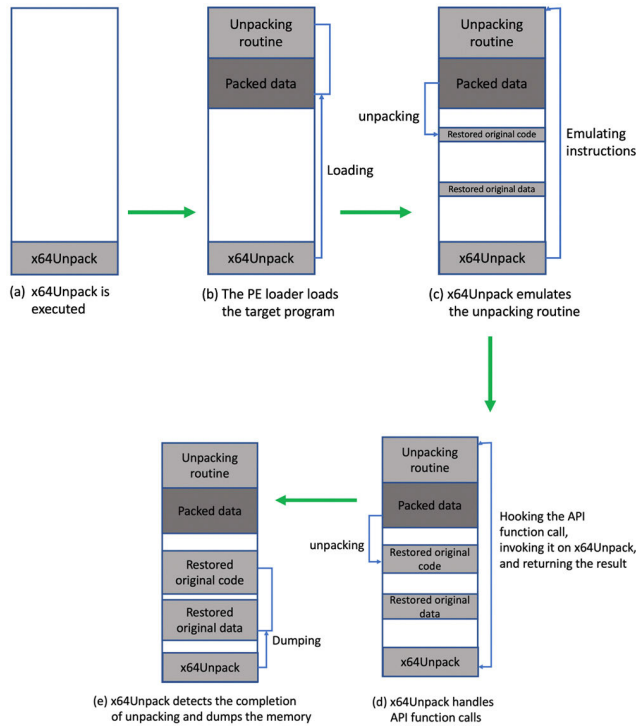 x64Unpack
(a) x64Unpack is
executed
Unpacking
routine
Packed data
Loading
x64Unpack
(b) The PE loader loads
the target program
Unpacking
routine
Packed data
unpacking
Restored original code
Restored original data
Emulating
instructions
x64Unpack
(c) x64Unpack emulates
the unpacking routine
Unpacking
routine
Packed data
Restored
original code
Restored
original data
Dumping
x64Unpack
(e) x64Unpack detects the completion
of unpacking and dumps the memory
Unpacking
routine
Packed data
unpacking
Restored original
code
Restored original
data
Hooking the API
function call,
invoking it on x64Unpack,
and returning the result
x64Unpack
(d) x64Unpack handles
API function calls